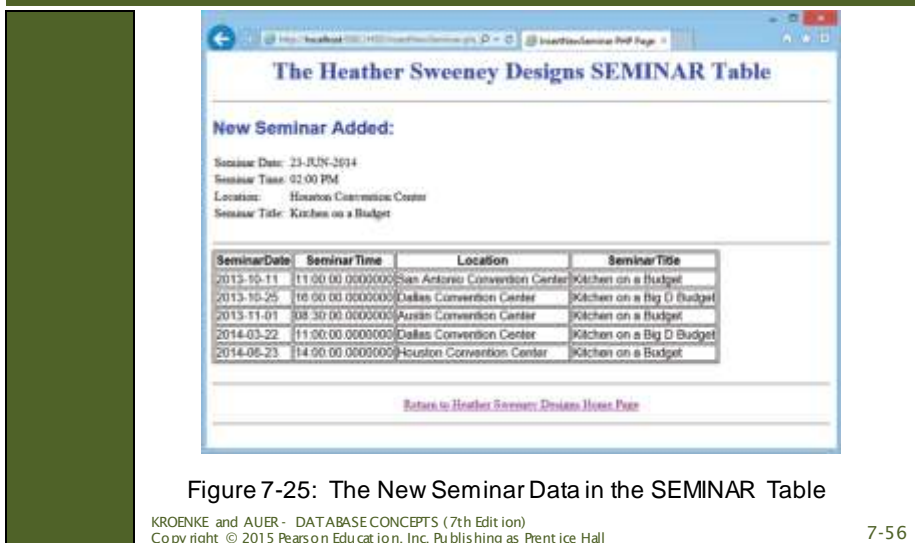 InsertNewSeminar PHP Page
The Heather Sweeney Designs SEMINAR Table
New Seminar Added:
Seminar Date: 23-JUN-2014
Seminar Time: 02:00 PM
Location: Houston Convention Center
Seminar Title: Kitchen on a Budget
SeminarDate SeminarTime Location SeminarTitle
2013-10-11 11:00:00.0000000 San Antonio Convention Center Kitchen on a Budget
2013-10-25 16:00:00.0000000 Dallas Convention Center Kitchen on a Big D Budget
2013-11-01 08:30:00.0000000 Austin Convention Center Kitchen on a Budget
2014-03-22 11:00:00.0000000 Dallas Convention Center Kitchen on a Big D Budget
2014-06-23 14:00:00.0000000 Houston Convention Center Kitchen on a Budget
Return to Heather Sweeney Designs Home Page
Figure 7-25: The New Seminar Data in the SEMINAR Table
KROENKE and AUER - DATABASE CONCEPTS (7th Edition)
Copyright © 2015 Pearson Education, Inc. Publishing as Prentice Hall
7-56